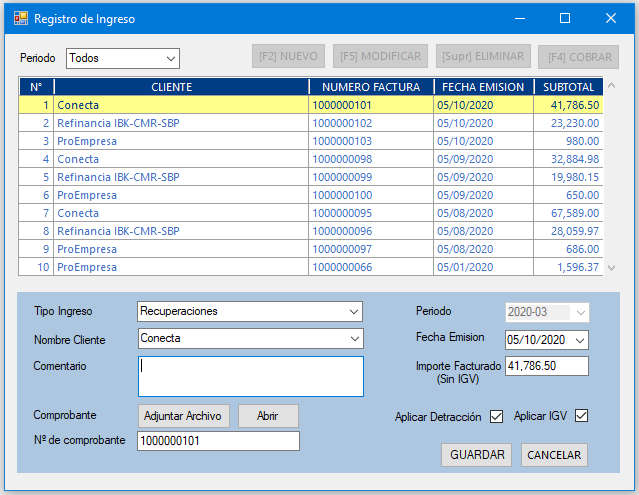 Registro de Ingreso
Periodo Todos [F2] NUEVO [F5] MODIFICAR [Supr] ELIMINAR [F4] COBRAR
N° CLIENTE NUMERO FACTURA FECHA EMISION SUBTOTAL
1 Conecta 1000000101 05/10/2020 41,786.50
2 Refinancia IBK-CMR-SBP 1000000102 05/10/2020 23,230.00
3 ProEmpresa 1000000103 05/10/2020 980.00
4 Conecta 1000000098 05/09/2020 32,884.98
5 Refinancia IBK-CMR-SBP 1000000099 05/09/2020 19,980.15
6 ProEmpresa 1000000100 05/09/2020 650.00
7 Conecta 1000000095 05/08/2020 67,589.00
8 Refinancia IBK-CMR-SBP 1000000096 05/08/2020 28,059.97
9 ProEmpresa 1000000097 05/08/2020 686.00
10 ProEmpresa 1000000066 05/01/2020 1,596.37
Tipo Ingreso Recuperaciones Periodo 2020-03
Nombre Cliente Conecta Fecha Emision 05/10/2020
Comentario Importe Facturado 41,786.50
(Sin IGV)
Comprobante Adjuntar Archivo Abrir Aplicar Detracción Aplicar IGV
Nº de comprobante 1000000101
GUARDAR CANCELAR